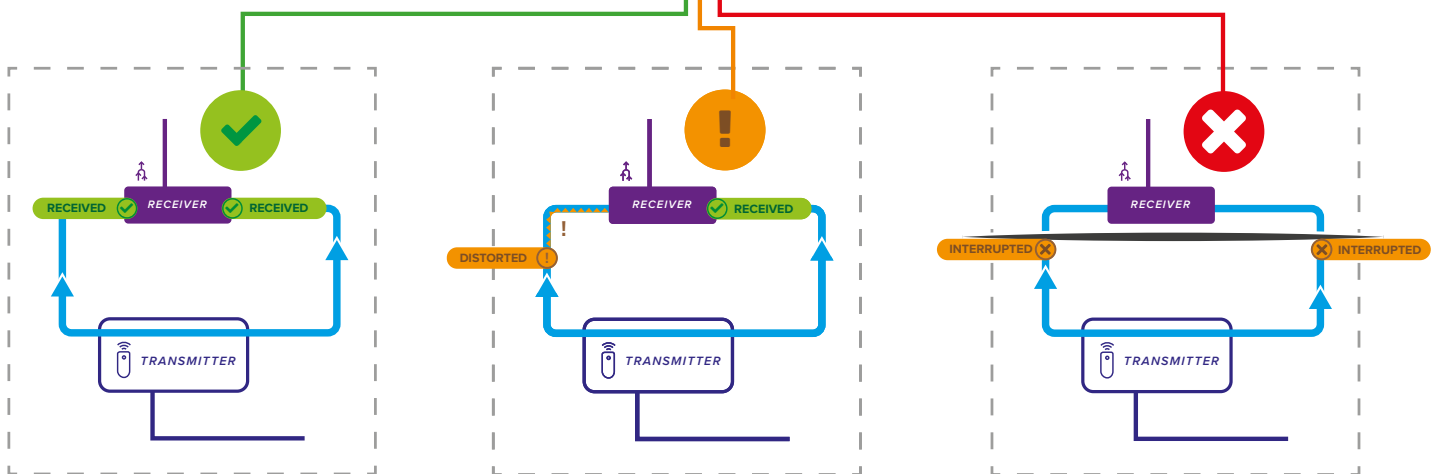 RECEIVED
RECEIVER
RECEIVED
TRANSMITTER
!
RECEIVER
RECEIVED
!
DISTORTED !
TRANSMITTER
RECEIVER
INTERRUPTED
INTERRUPTED
TRANSMITTER